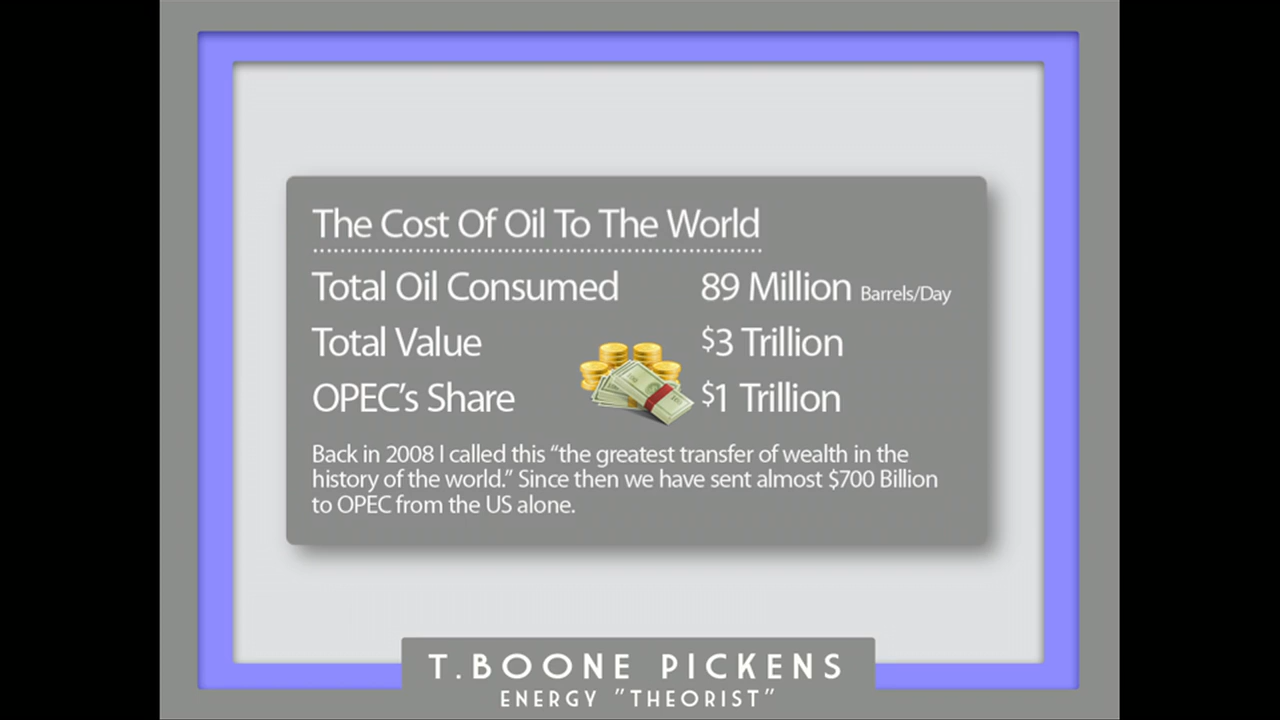 The Cost Of Oil To The World
Total Oil Consumed 89 Million Barrels/Day
Total Value $3 Trillion
OPEC’s Share $1 Trillion
Back in 2008 I called this “the greatest transfer of wealth in the
history of the world.” Since then we have sent almost $700 Billion
to OPEC from the US alone.
T.BOONE PICKENS
ENERGY "THEORIST"